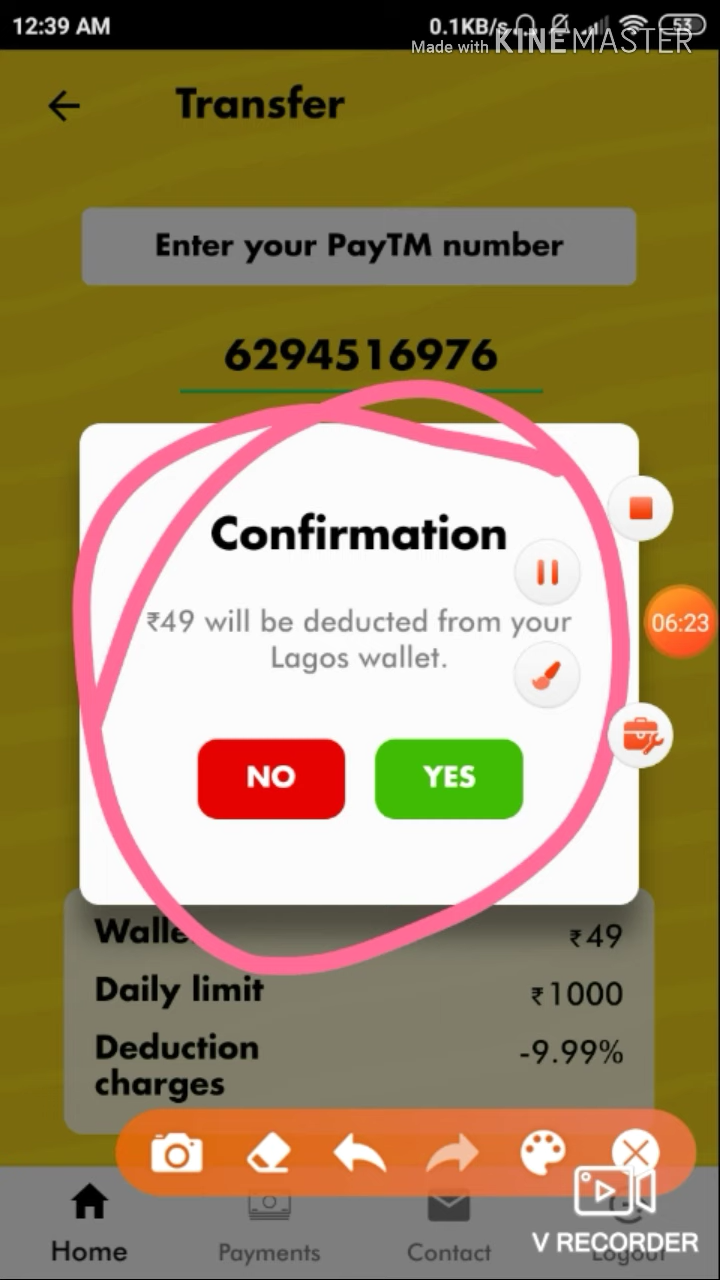 12:39 AM
0.1KB/s
53
Made with KINEMASTER
Transfer
Enter your PayTM number
6294516976
Confirmation
₹49 will be deducted from your
Lagos wallet.
06:23
NO
YES
₹49
Daily limit
₹1000
Deduction
charges
-9.99%
Home
Payments
Contact
Logout
V RECORDER